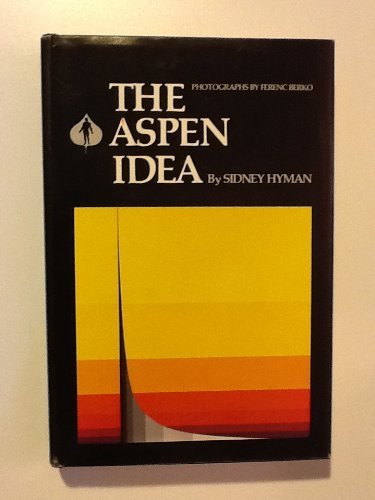 PHOTOGRAPHS BY FERENC BERKO
THE
ASPEN
IDEA By SIDNEY HYMAN